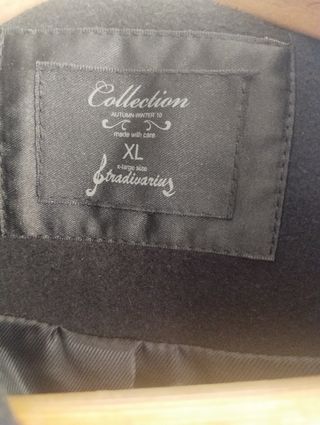 Collection
AUTUMN-WINTER 10
made with care
XL
x-large size
Stradivarius